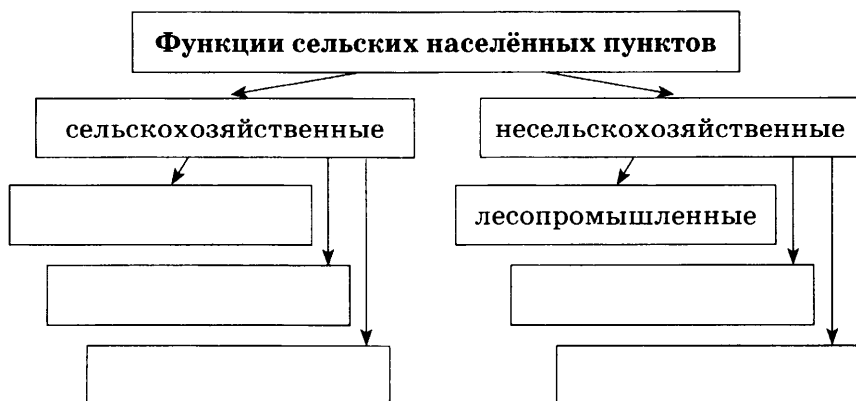 Функции сельских населённых пунктов
сельскохозяйственные
несельскохозяйственные
лесопромышленные